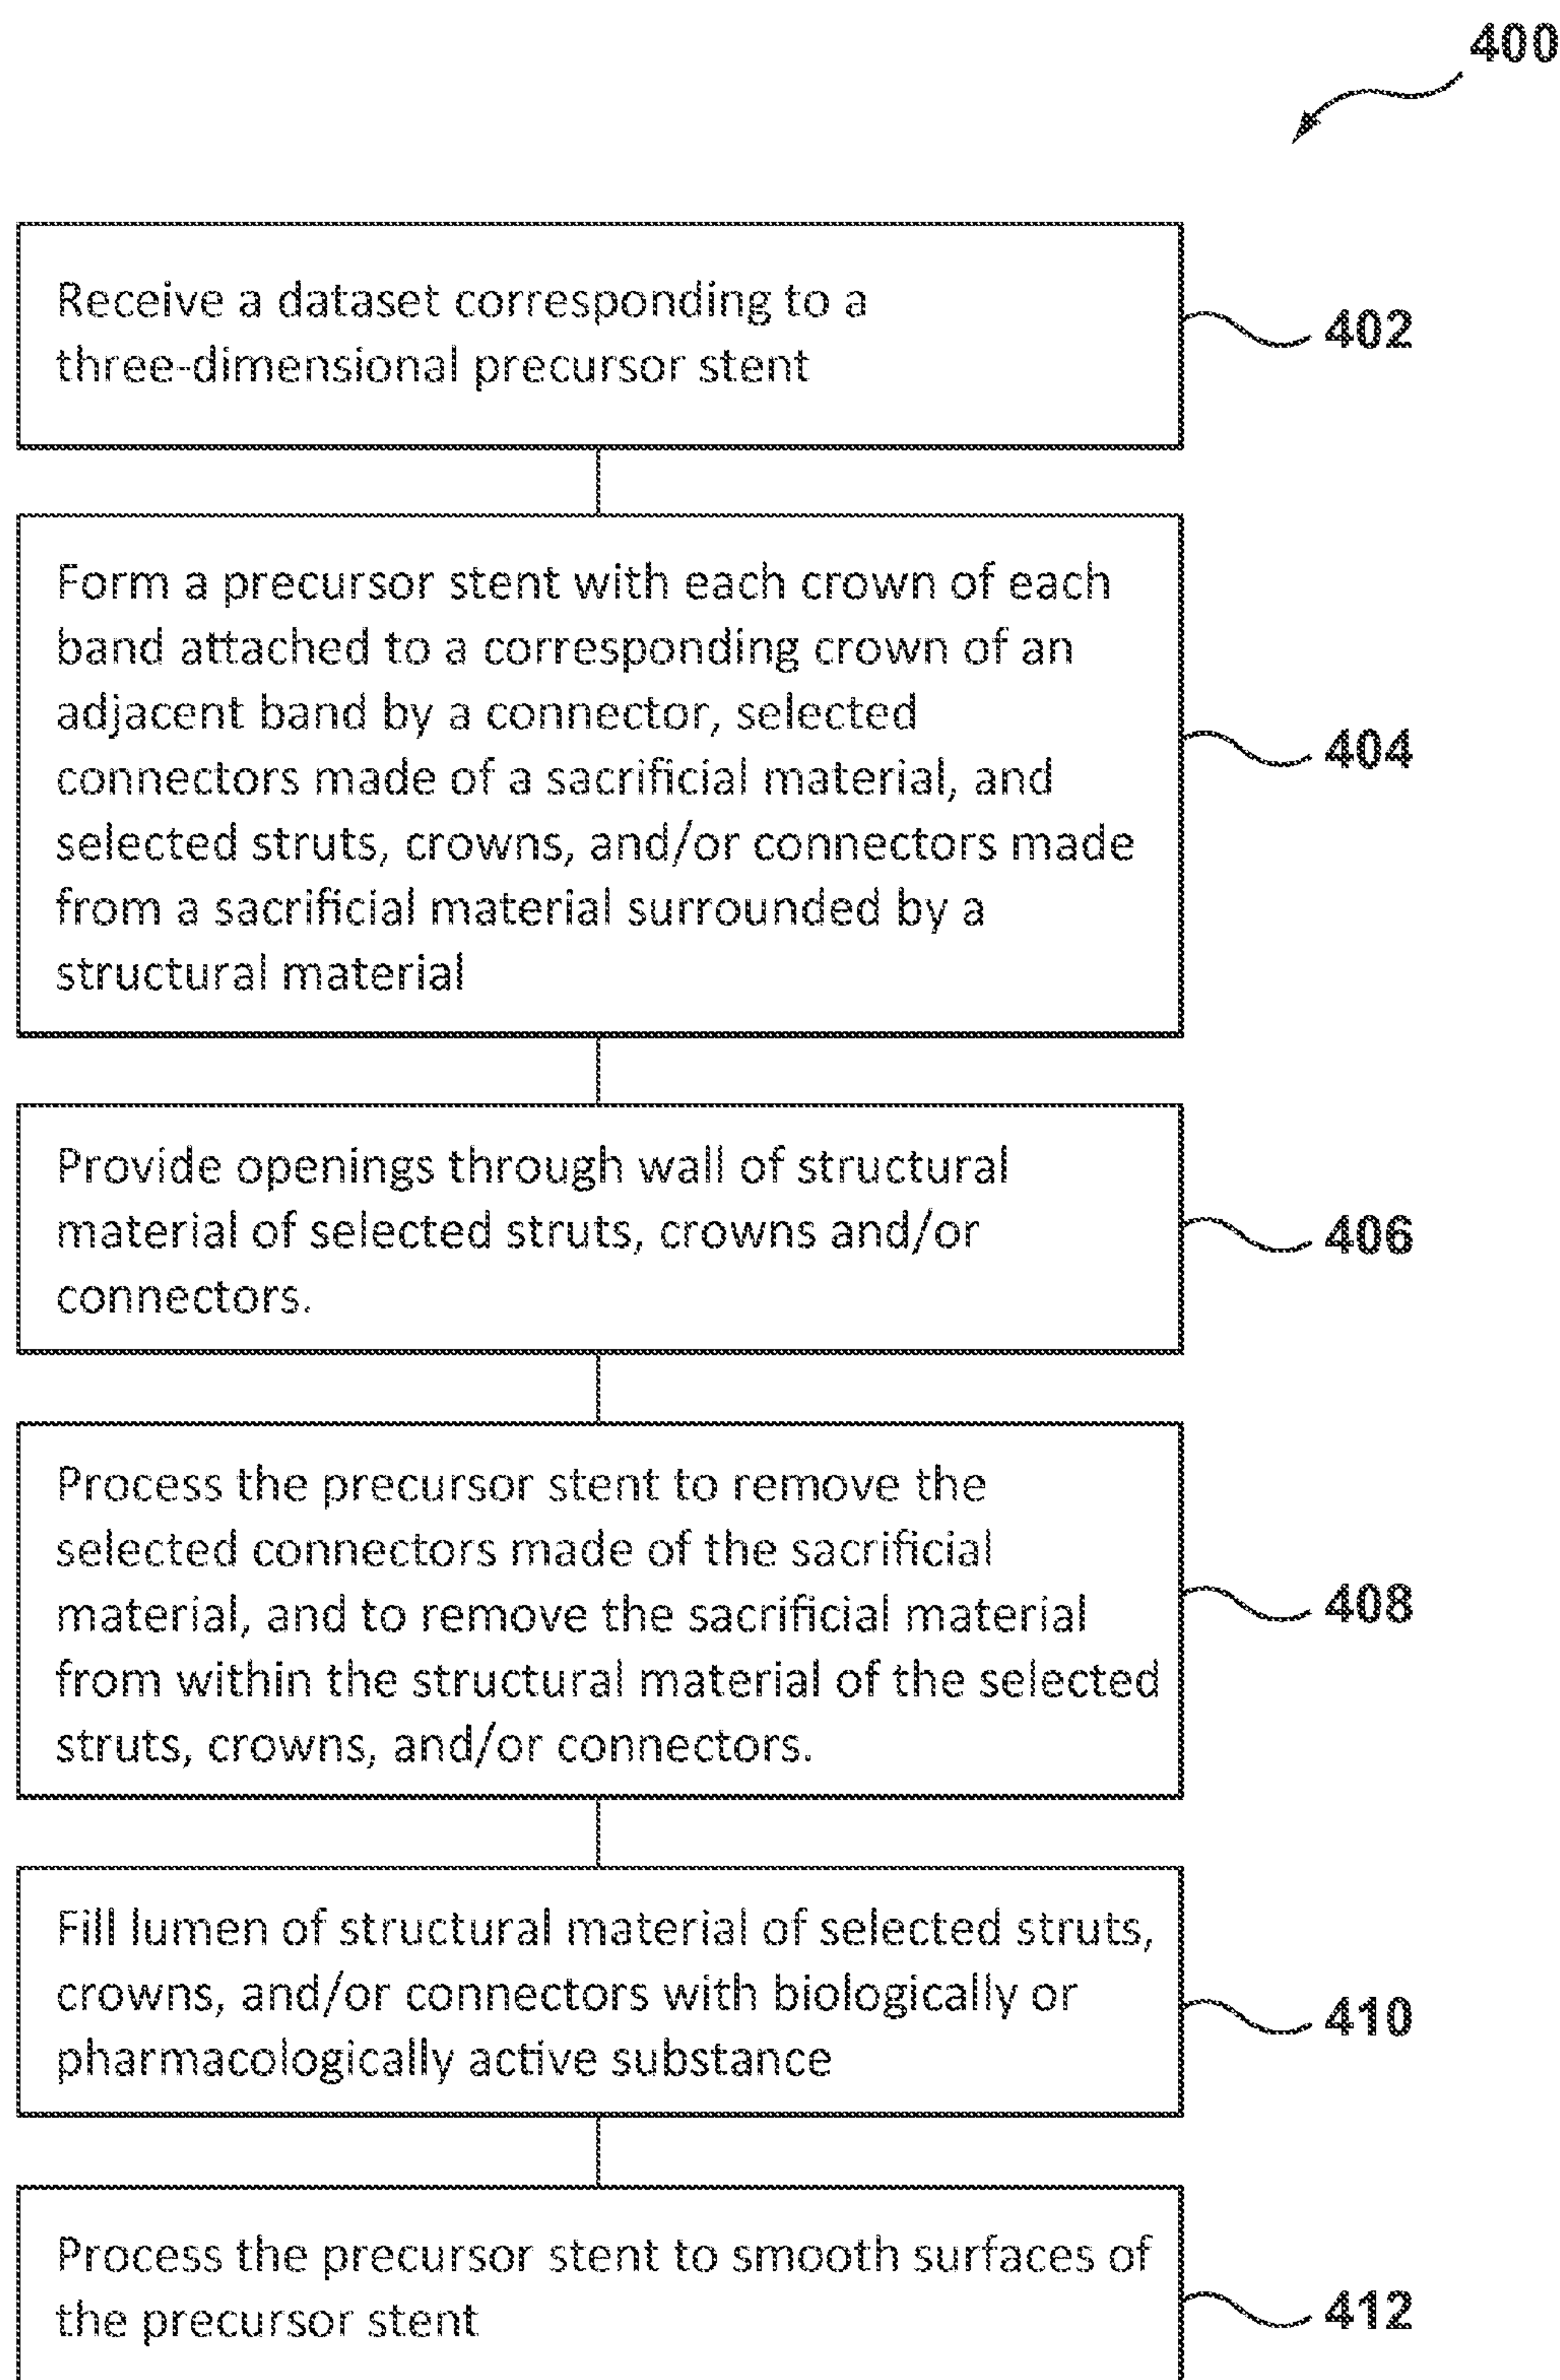 400
Receive a dataset corresponding to a
three-dimensional precursor stent
402
Form a precursor stent with each crown of each
band attached to a corresponding crown of an
adjacent band by a connector, selected
connectors made of a sacrificial material, and
selected struts, crowns, and/or connectors made
from a sacrificial material surrounded by a
structural material
404
Provide openings through wall of structural
material of selected struts, crowns and/or
connectors.
406
Process the precursor stent to remove the
selected connectors made of the sacrificial
material, and to remove the sacrificial material
from within the structural material of the selected
struts, crowns, and/or connectors.
408
Fill lumen of structural material of selected struts,
crowns, and/or connectors with biologically or
pharmacologically active substance
410
Process the precursor stent to smooth surfaces of
the precursor stent
412